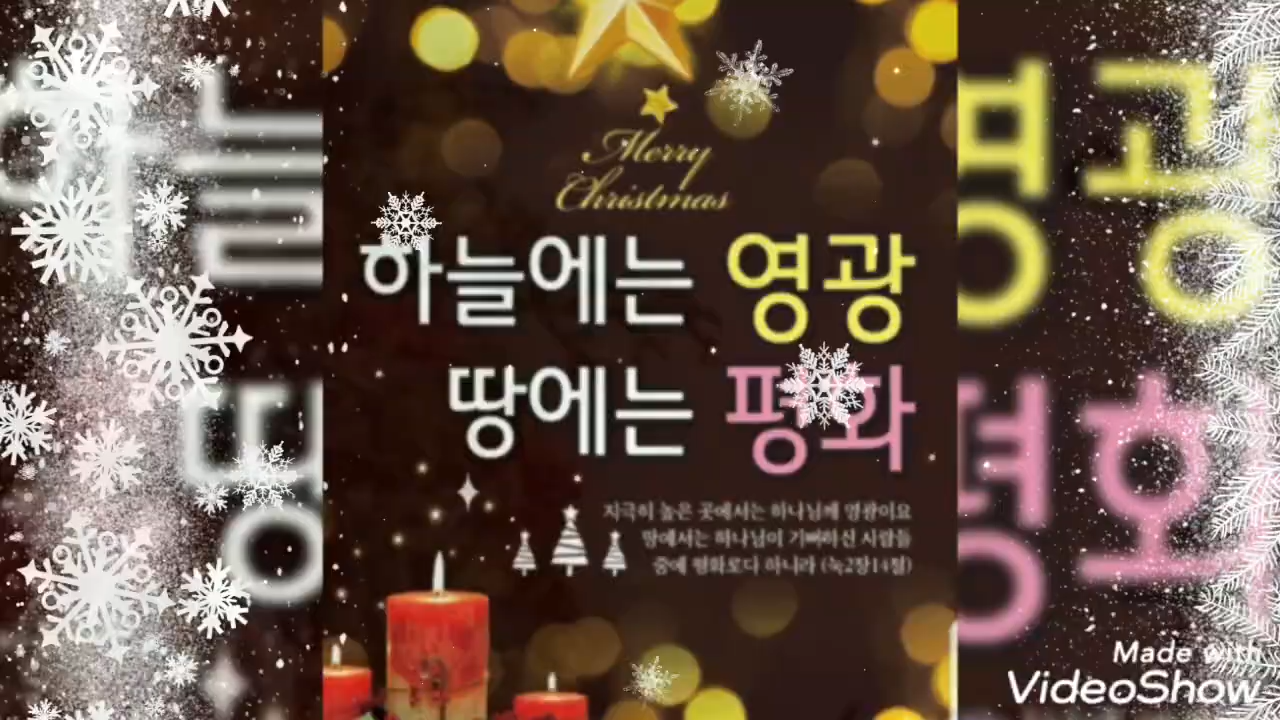 Merry
Christmas
하늘에는 영광
땅에는 평화
지극히 높은 곳에서는 하나님께 영광이요
땅에서는 하나님이 기뻐하신 사람들
중에 평화로다 하니라 (눅2장14절)
Made with
VideoShow